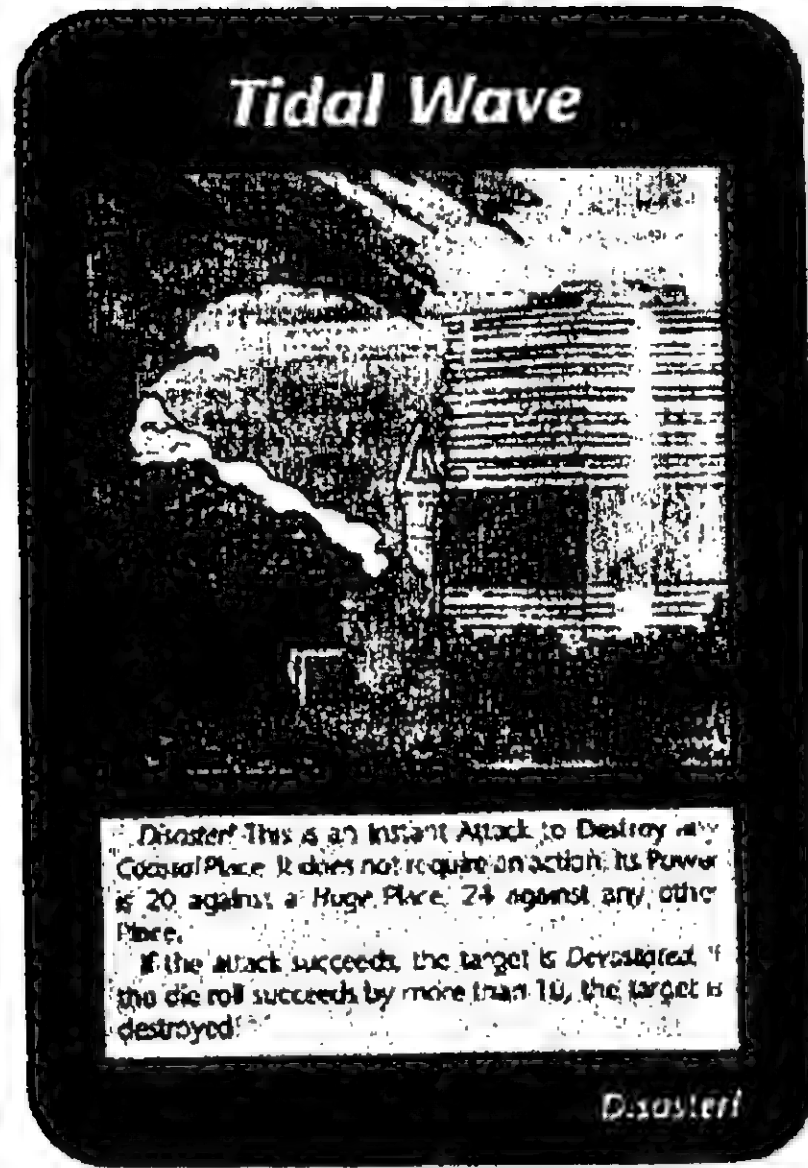 Tidal Wave
Disaster! This is an Instant Attack to Destroy any
Coastal Place. It does not require an action. Its Power
is 20 against a Huge Place, 24 against any other
Place.
If the attack succeeds, the target is Devastated. If
the die roll succeeds by more than 10, the target is
destroyed!
Disaster!